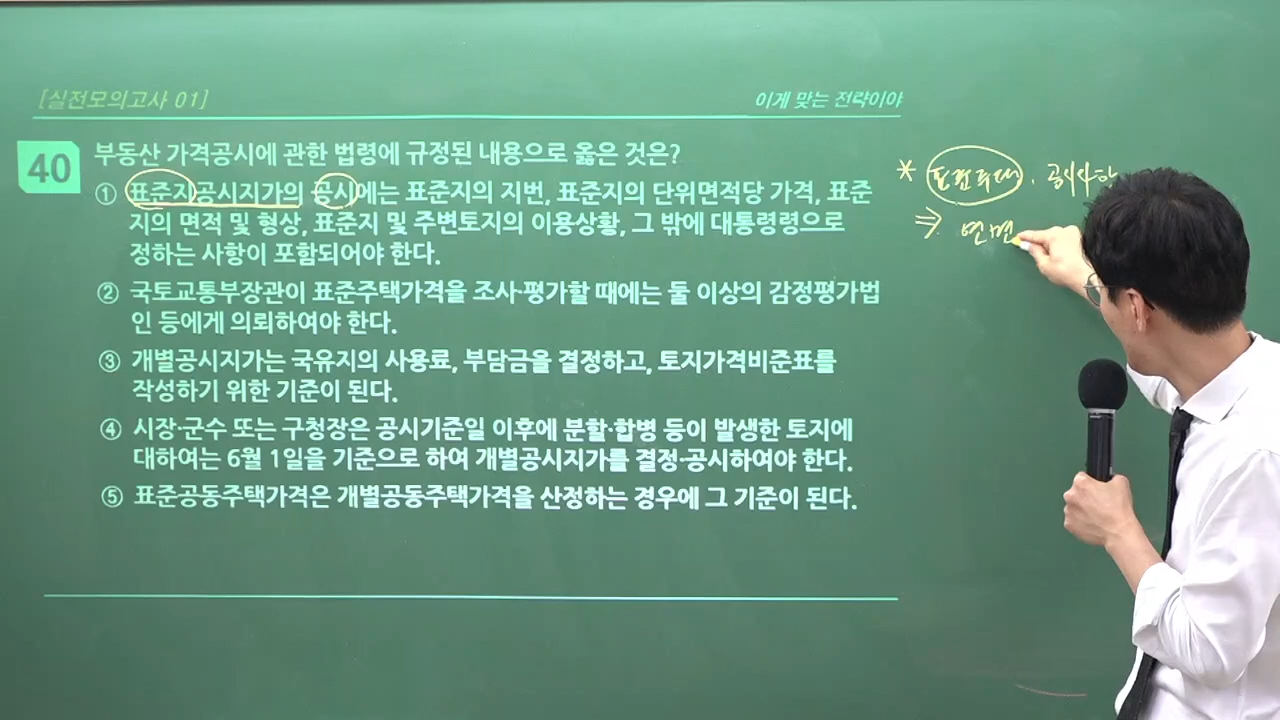 [실전모의고사 01]
이게 맞는 전략이야
40 부동산 가격공시에 관한 법령에 규정된 내용으로 옳은 것은?
① 표준지공시지가의 공시에는 표준지의 지번, 표준지의 단위면적당 가격, 표준
지의 면적 및 형상, 표준지 및 주변토지의 이용상황, 그 밖에 대통령령으로
정하는 사항이 포함되어야 한다.
② 국토교통부장관이 표준주택가격을 조사·평가할 때에는 둘 이상의 감정평가법
인 등에게 의뢰하여야 한다.
③ 개별공시지가는 국유지의 사용료, 부담금을 결정하고, 토지가격비준표를
작성하기 위한 기준이 된다.
④ 시장·군수 또는 구청장은 공시기준일 이후에 분할·합병 등이 발생한 토지에
대하여는 6월 1일을 기준으로 하여 개별공시지가를 결정·공시하여야 한다.
⑤ 표준공동주택가격은 개별공동주택가격을 산정하는 경우에 그 기준이 된다.
* 표준주택. 공시사항
⇒